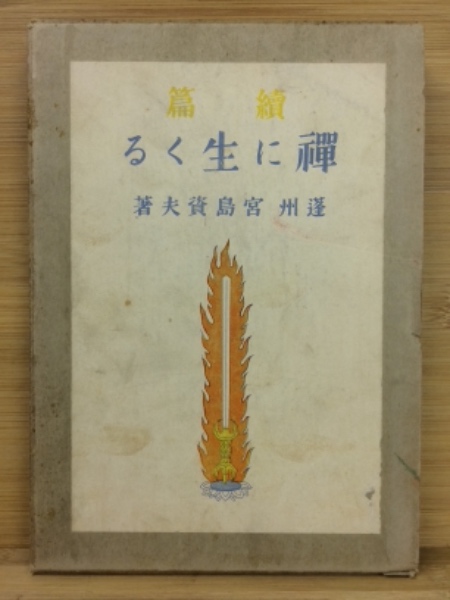 續篇
禪に生くる
蓬州 宮島資夫著